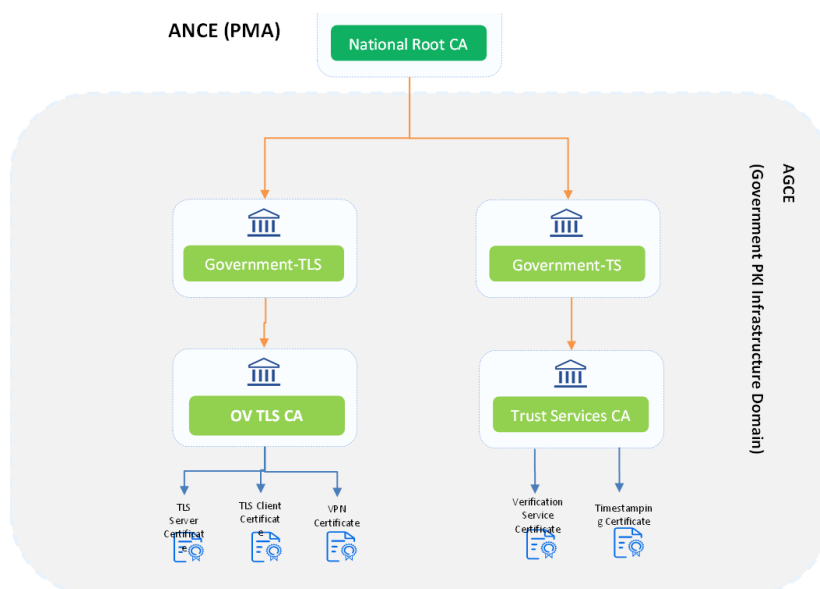 ANCE (PMA)
National Root CA
AGCE
(Government PKI Infrastructure Domain)
Government-TLS
Government-TS
OV TLS CA
Trust Services CA
TLS
Server
Certificat
e
TLS Client
Certificat
e
VPN
Certificate
Verification
Service
Certificate
Timestampin
g Certificate